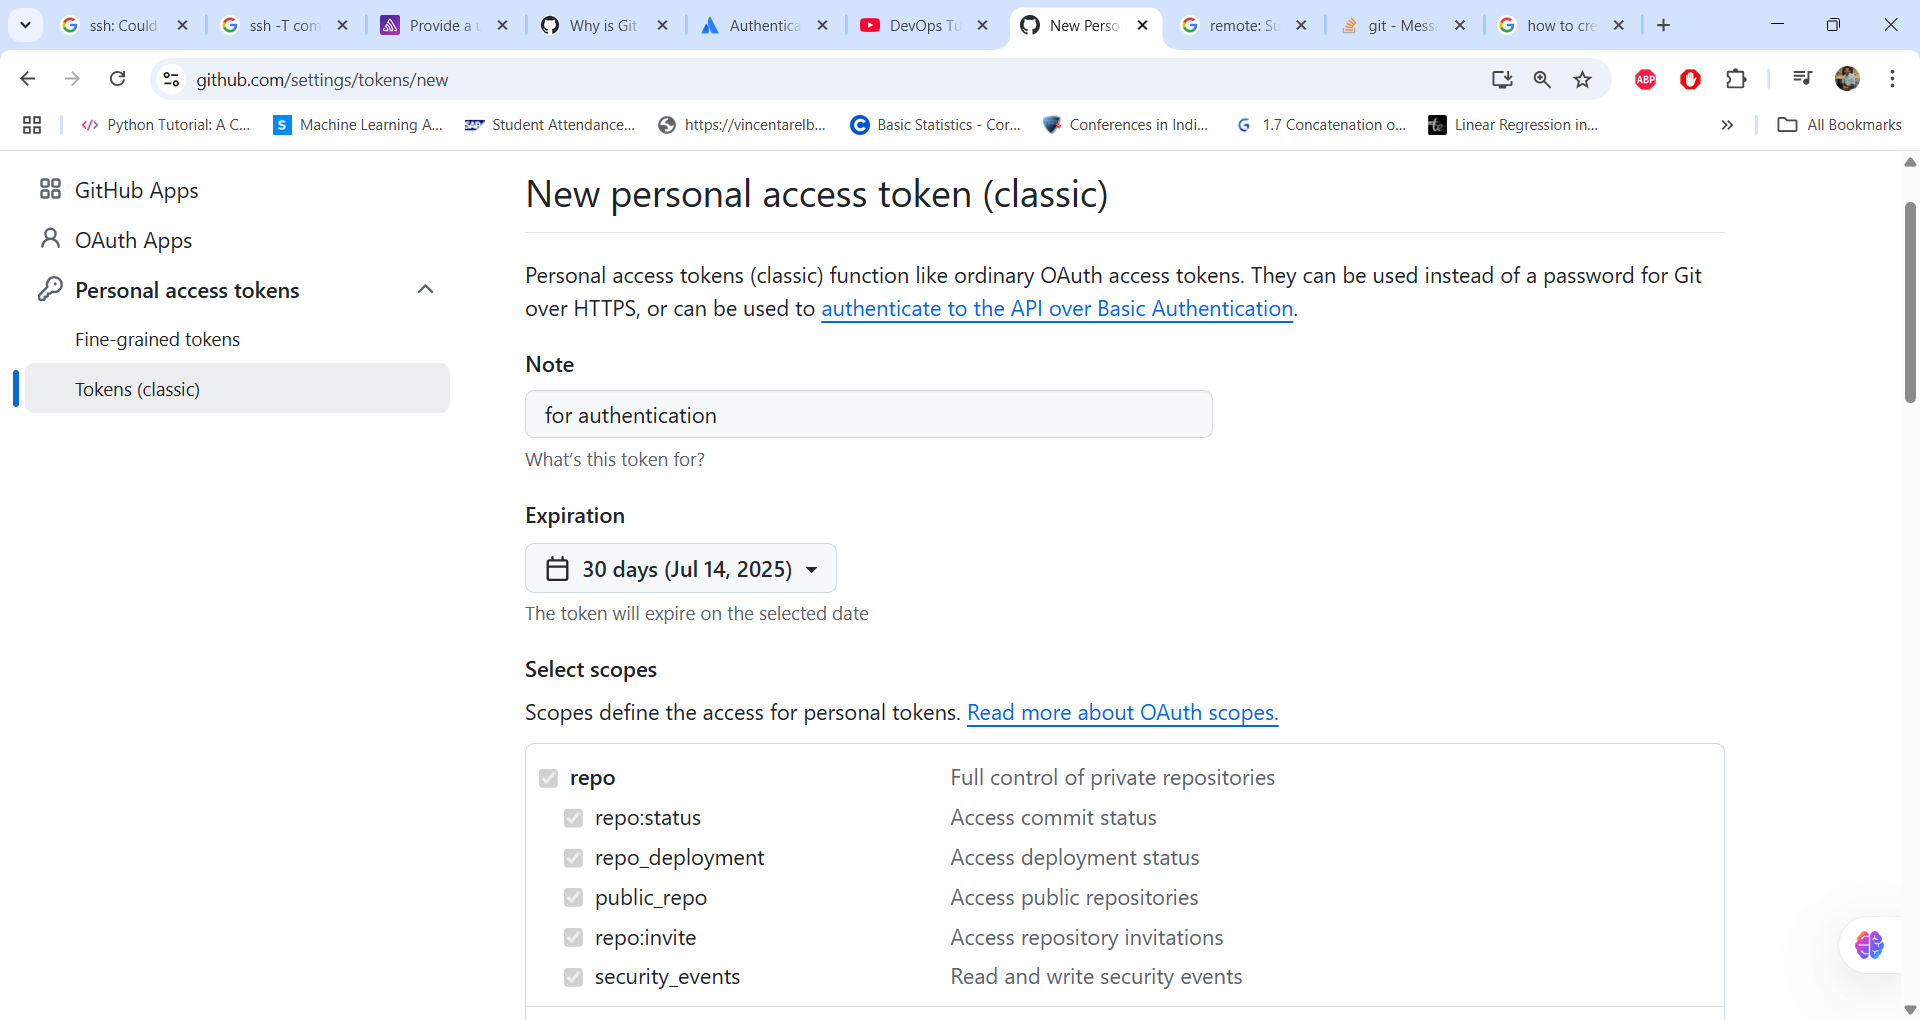 ssh: Could
ssh -T com
Provide a u
Why is Git
Authentica
DevOps Tu
New Perso
remote: Su
git - Messa
how to cre
github.com/settings/tokens/new
ABP
Python Tutorial: A C...
S
Machine Learning A...
SAP
Student Attendance...
https://vincentarelb...
Basic Statistics - Cor...
Conferences in Indi...
1.7 Concatenation o...
te
Linear Regression in...
All Bookmarks
GitHub Apps
OAuth Apps
Personal access tokens
Fine-grained tokens
Tokens (classic)
New personal access token (classic)
Personal access tokens (classic) function like ordinary OAuth access tokens. They can be used instead of a password for Git
over HTTPS, or can be used to authenticate to the API over Basic Authentication.
Note
for authentication
What's this token for?
Expiration
30 days (Jul 14, 2025)
The token will expire on the selected date
Select scopes
Scopes define the access for personal tokens. Read more about OAuth scopes.
repo Full control of private repositories
repo:status Access commit status
repo_deployment Access deployment status
public_repo Access public repositories
repo:invite Access repository invitations
security_events Read and write security events